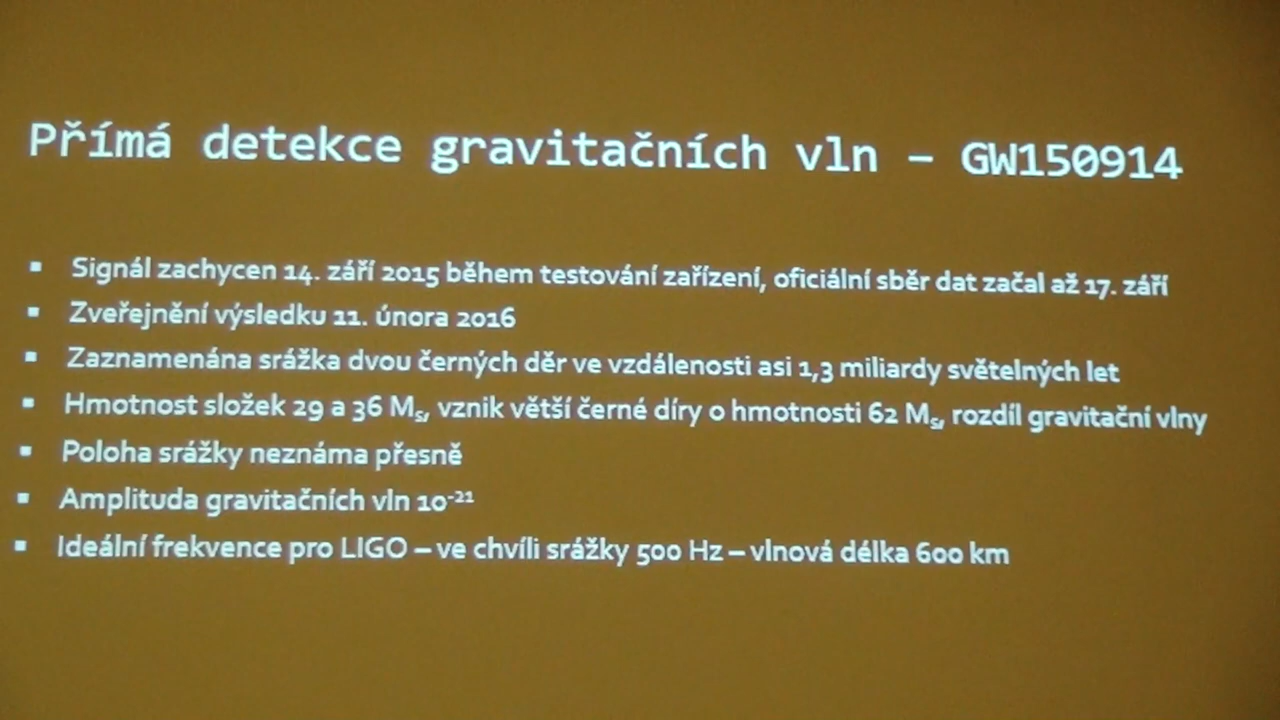 Přímá detekce gravitačních vln – GW150914
▪ Signál zachycen 14. září 2015 během testování zařízení, oficiální sběr dat začal až 17. září
▪ Zveřejnění výsledku 11. února 2016
▪ Zaznamenána srážka dvou černých děr ve vzdálenosti asi 1,3 miliardy světelných let
▪ Hmotnost složek 29 a 36 Ms, vznik větší černé díry o hmotnosti 62 Ms, rozdíl gravitační vlny
▪ Poloha srážky neznáma přesně
▪ Amplituda gravitačních vln 10⁻²¹
▪ Ideální frekvence pro LIGO – ve chvíli srážky 500 Hz – vlnová délka 600 km